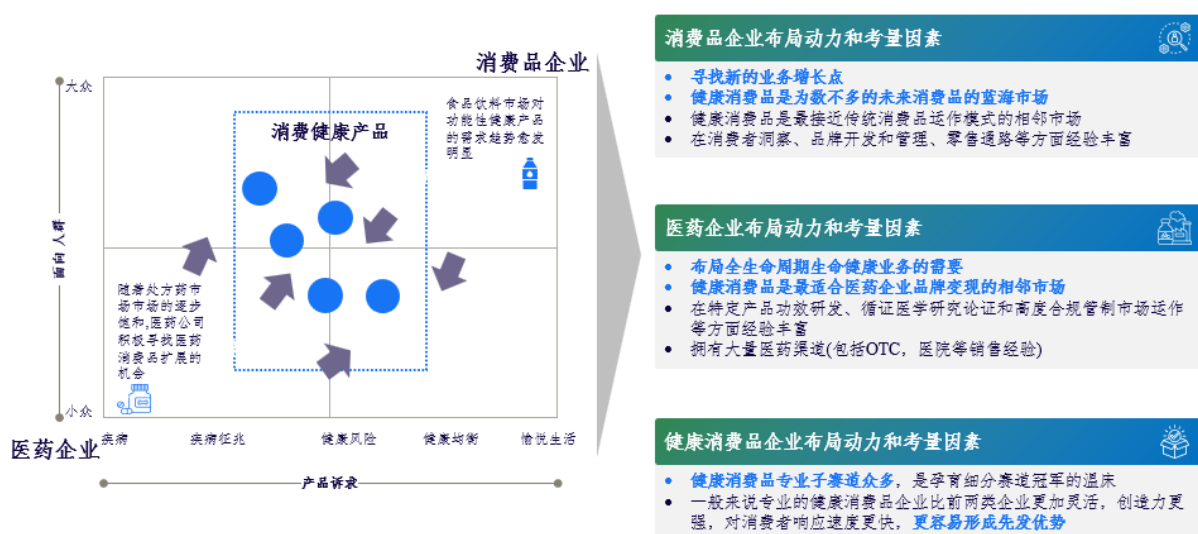 消费品企业
大众
食品饮料市场对
功能性健康产品
的需求趋势愈发
明显
消费健康产品
面向人群
随着处方药市
场市场的逐步
饱和,医药公司
积极寻找医药
消费品扩展的
机会
小众
医药企业
疾病
疾病征兆
健康风险
健康均衡
愉悦生活
产品诉求
消费品企业布局动力和考量因素
• 寻找新的业务增长点
• 健康消费品是为数不多的未来消费品的蓝海市场
• 健康消费品是最接近传统消费品运作模式的相邻市场
• 在消费者洞察、品牌开发和管理、零售通路等方面经验丰富
医药企业布局动力和考量因素
• 布局全生命周期生命健康业务的需要
• 健康消费品是最适合医药企业品牌变现的相邻市场
• 在特定产品功效研发、循证医学研究论证和高度合规管制市场运作
等方面经验丰富
• 拥有大量医药渠道(包括OTC，医院等销售经验)
健康消费品企业布局动力和考量因素
• 健康消费品专业子赛道众多，是孕育细分赛道冠军的温床
• 一般来说专业的健康消费品企业比前两类企业更加灵活，创造力更
强，对消费者响应速度更快，更容易形成先发优势